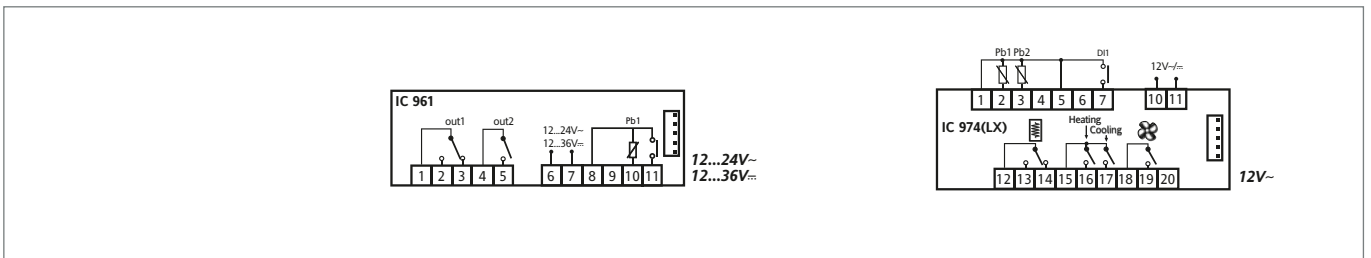 IC 961
out1 out2
12...24V~
12...36V⎓
Pb1
1 2 3 4 5 6 7 8 9 10 11
12...24V~
12...36V⎓
Pb1 Pb2 DI1
12V~/⎓
1 2 3 4 5 6 7 10 11
IC 974(LX)
Heating
Cooling
12 13 14 15 16 17 18 19 20
12V~